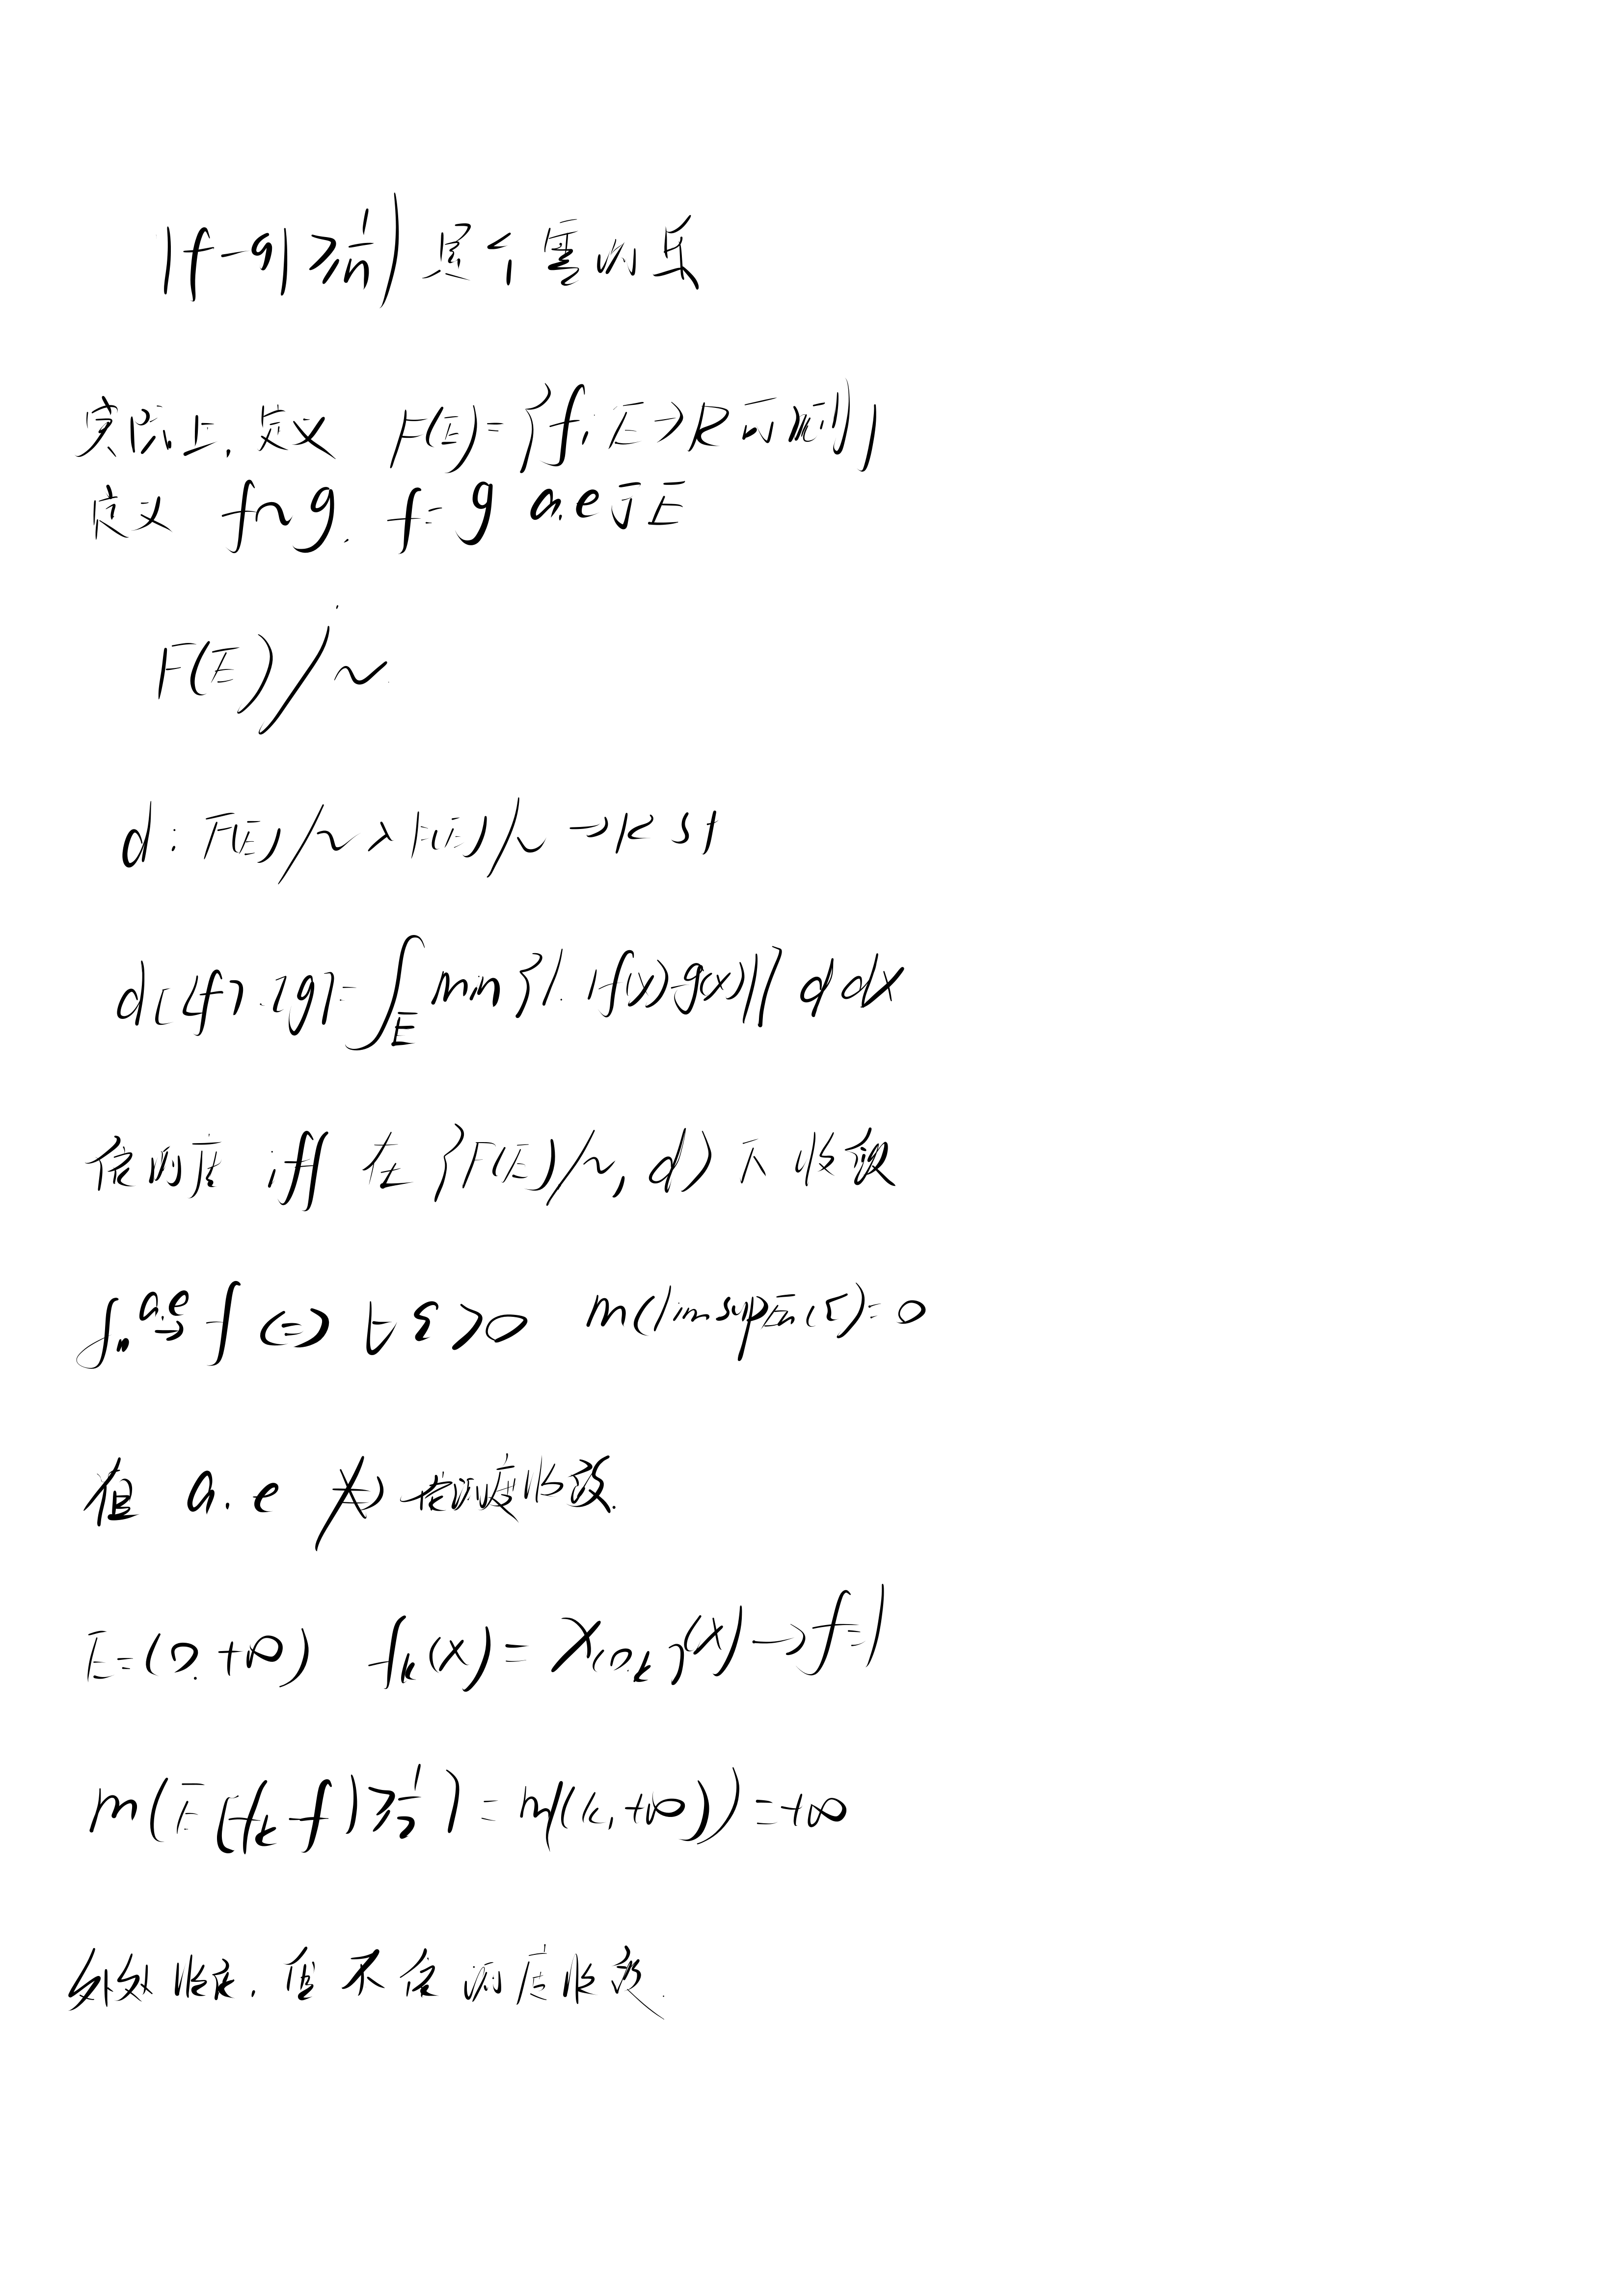 |f-g|≥1/n) 是个零测集
实际上, 定义 F(E)={f: E→R 可测}
定义 f~g. f=g a.e 于 E
F(E)/~
d: F(E)/~ × F(E)/~ → R st
d([f].[g])=∫_E min{1. |f(x)-g(x)|} d dx
依测度 iff 在 {F(E)/~, d) 下收敛
f_n →^{a.e} f ⇔ ∀ε>0 m(limsup E_n(ε))=0
但 a.e ⇏ 依测度收敛.
E=(0.+∞) f_k(x)=χ_{(0.k]}(x)→f=1
m(E(|f_k-f|≥1/2)=m((k,+∞))=+∞
处处收敛, 但不依测度收敛.